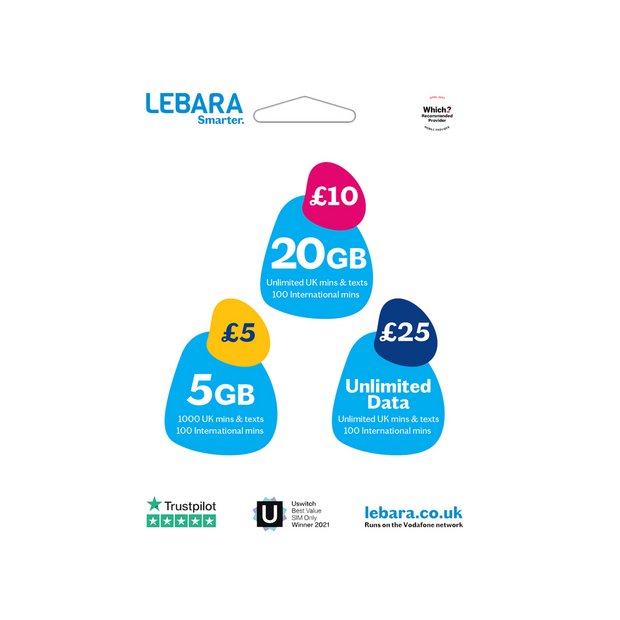 LEBARA
Smarter.
Which?
Recommended
Provider
MOBILE PROVIDER
£10
20GB
Unlimited UK mins & texts
100 International mins
£5
5GB
1000 UK mins & texts
100 International mins
£25
Unlimited
Data
Unlimited UK mins & texts
100 International mins
Trustpilot
U
Uswitch
Best Value
SIM Only
Winner 2021
lebara.co.uk
Runs on the Vodafone network